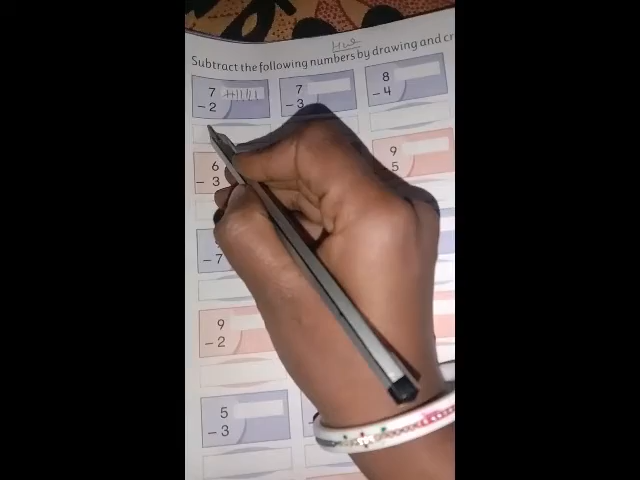 Subtract the following numbers by drawing and cr
7 7 8
- 2 - 3 - 4
6 9
- 3 5
- 7
9
- 2
5
- 3